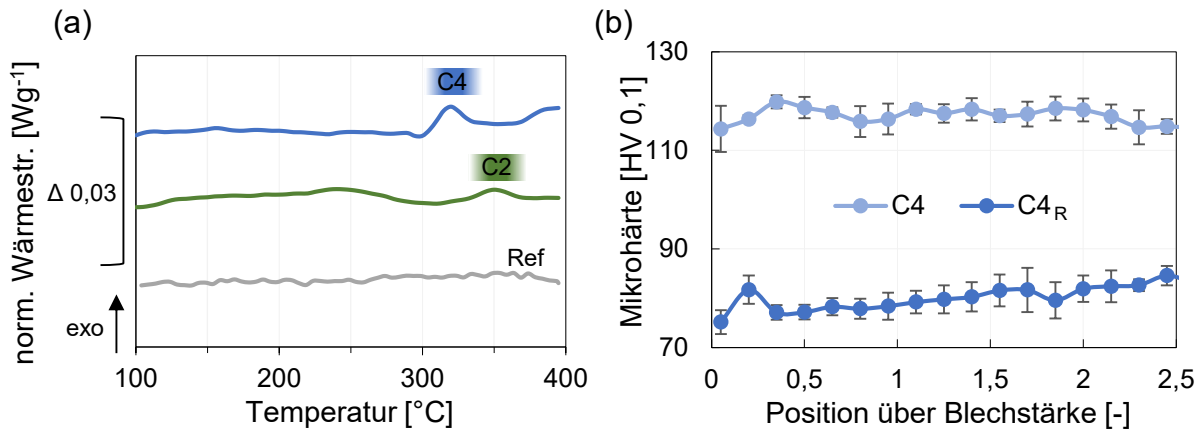 (a)
norm. Wärmestr. [Wg⁻¹]
Δ 0,03
exo
C4
C2
Ref
100
200
300
400
Temperatur [°C]
(b)
Mikrohärte [HV 0,1]
130
110
90
70
C4
C4R
0
0,5
1
1,5
2
2,5
Position über Blechstärke [-]